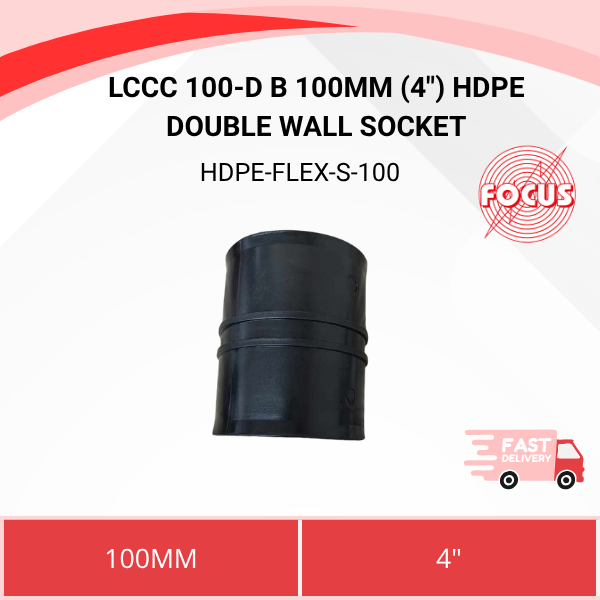 LCCC 100-D B 100MM (4") HDPE
DOUBLE WALL SOCKET
HDPE-FLEX-S-100
FOCUS
FAST
DELIVERY
100MM
4"